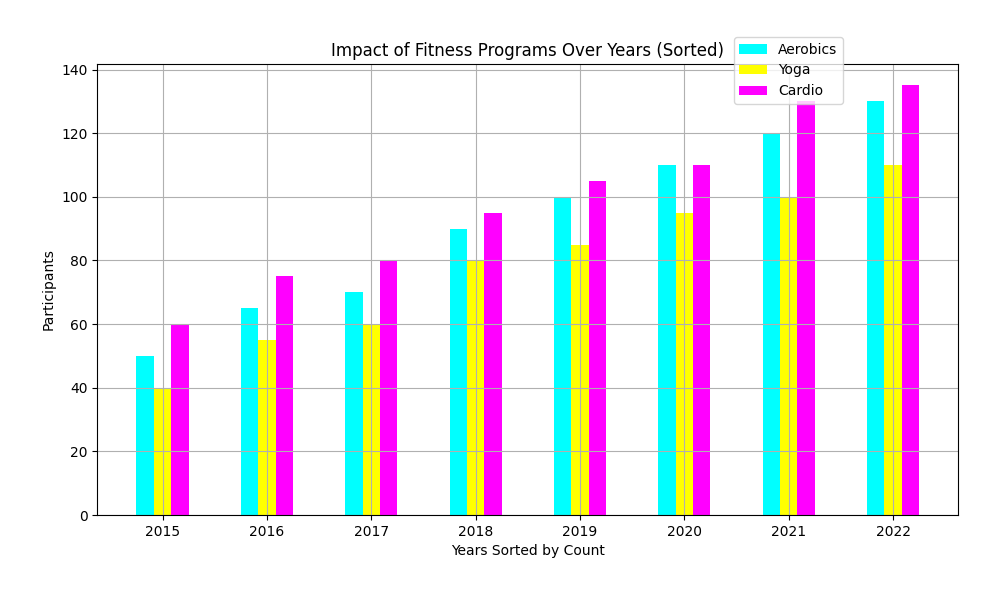 Impact of Fitness Programs Over Years (Sorted)
Aerobics
Yoga
Cardio
Participants
140
120
100
80
60
40
20
0
2015 2016 2017 2018 2019 2020 2021 2022
Years Sorted by Count